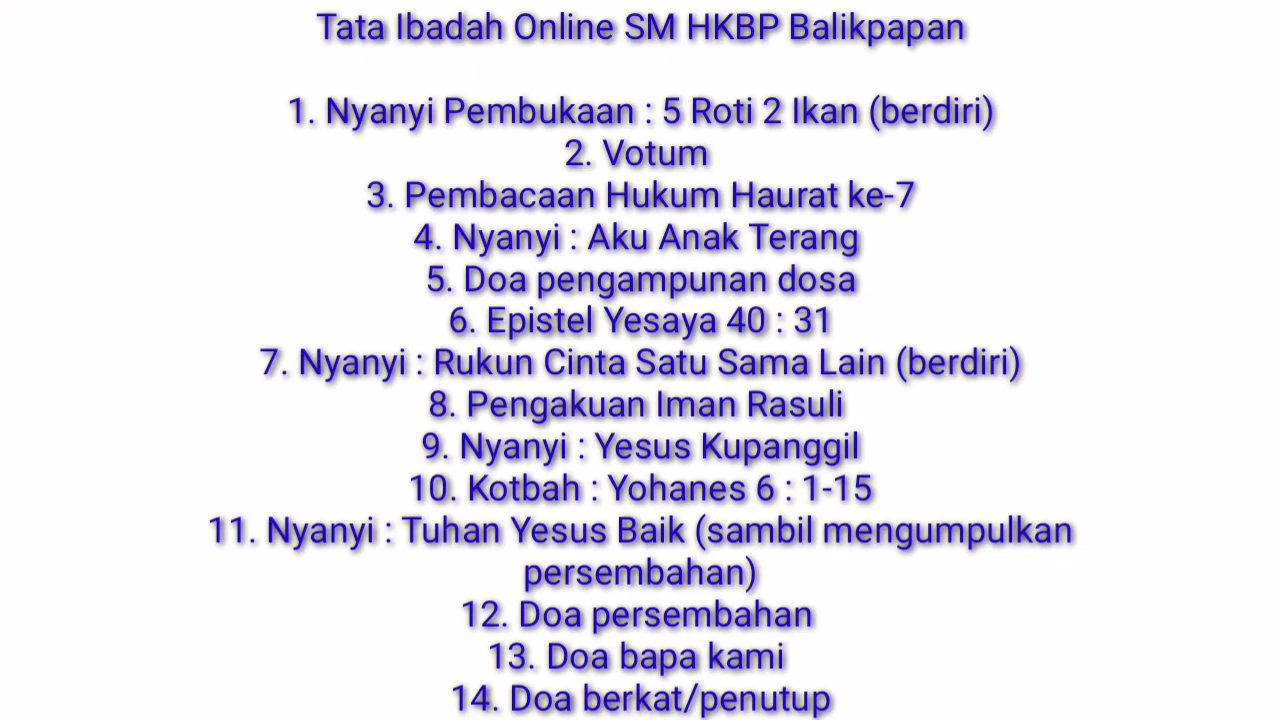 Tata Ibadah Online SM HKBP Balikpapan
1. Nyanyi Pembukaan : 5 Roti 2 Ikan (berdiri)
2. Votum
3. Pembacaan Hukum Haurat ke-7
4. Nyanyi : Aku Anak Terang
5. Doa pengampunan dosa
6. Epistel Yesaya 40 : 31
7. Nyanyi : Rukun Cinta Satu Sama Lain (berdiri)
8. Pengakuan Iman Rasuli
9. Nyanyi : Yesus Kupanggil
10. Kotbah : Yohanes 6 : 1-15
11. Nyanyi : Tuhan Yesus Baik (sambil mengumpulkan
persembahan)
12. Doa persembahan
13. Doa bapa kami
14. Doa berkat/penutup